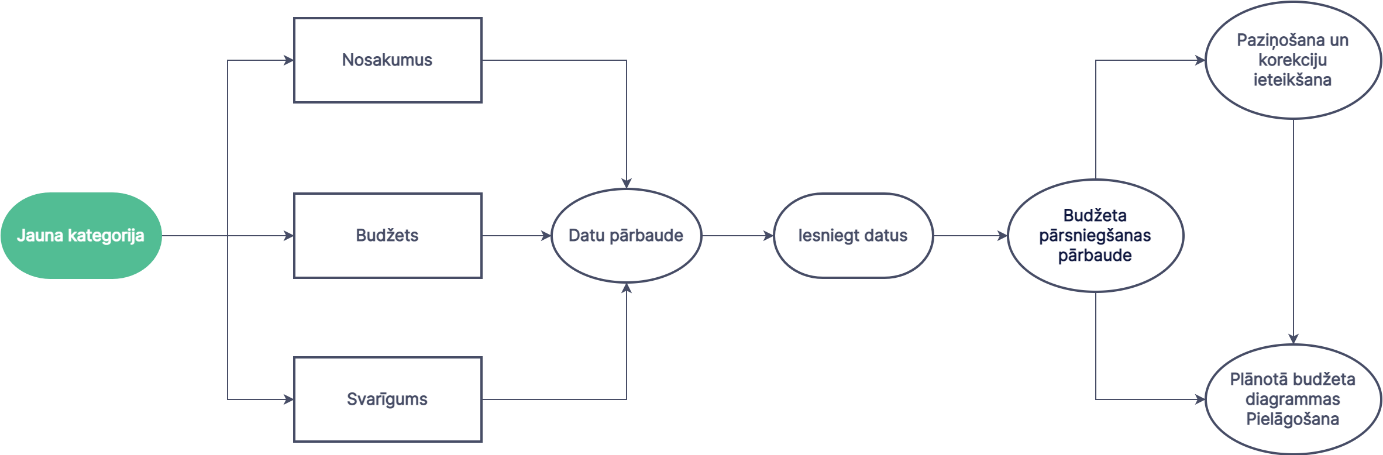 Jauna kategorija
Nosakumus
Budžets
Svarīgums
Datu pārbaude
Iesniegt datus
Budžeta
pārsniegšanas
pārbaude
Paziņošana un
korekciju
ieteikšana
Plānotā budžeta
diagrammas
Pielāgošana